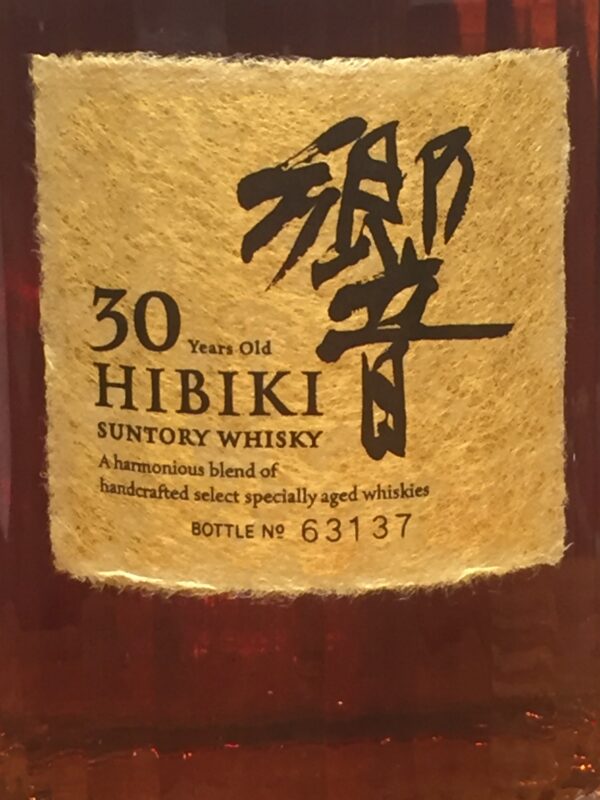 響
30 Years Old
HIBIKI
SUNTORY WHISKY
A harmonious blend of
handcrafted select specially aged whiskies
BOTTLE Nº 63137